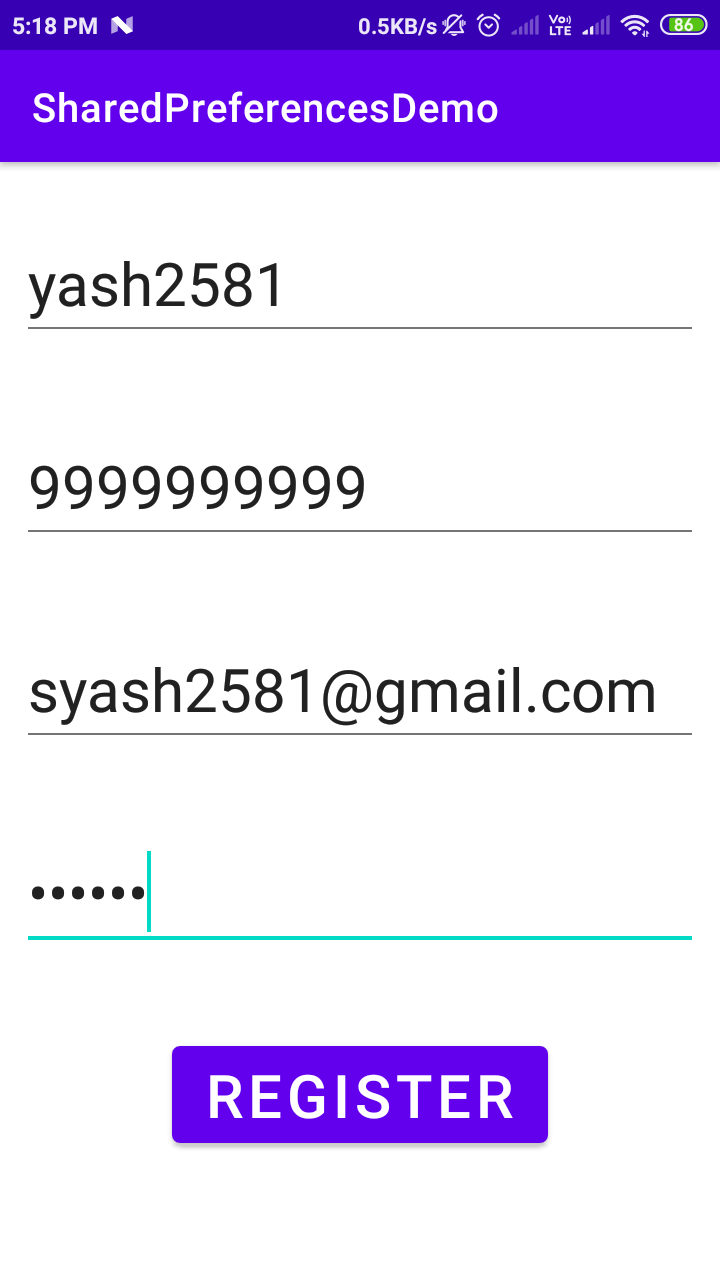 5:18 PM 0.5KB/s Vo) LTE 86
SharedPreferencesDemo
yash2581
9999999999
syash2581@gmail.com
••••••
REGISTER